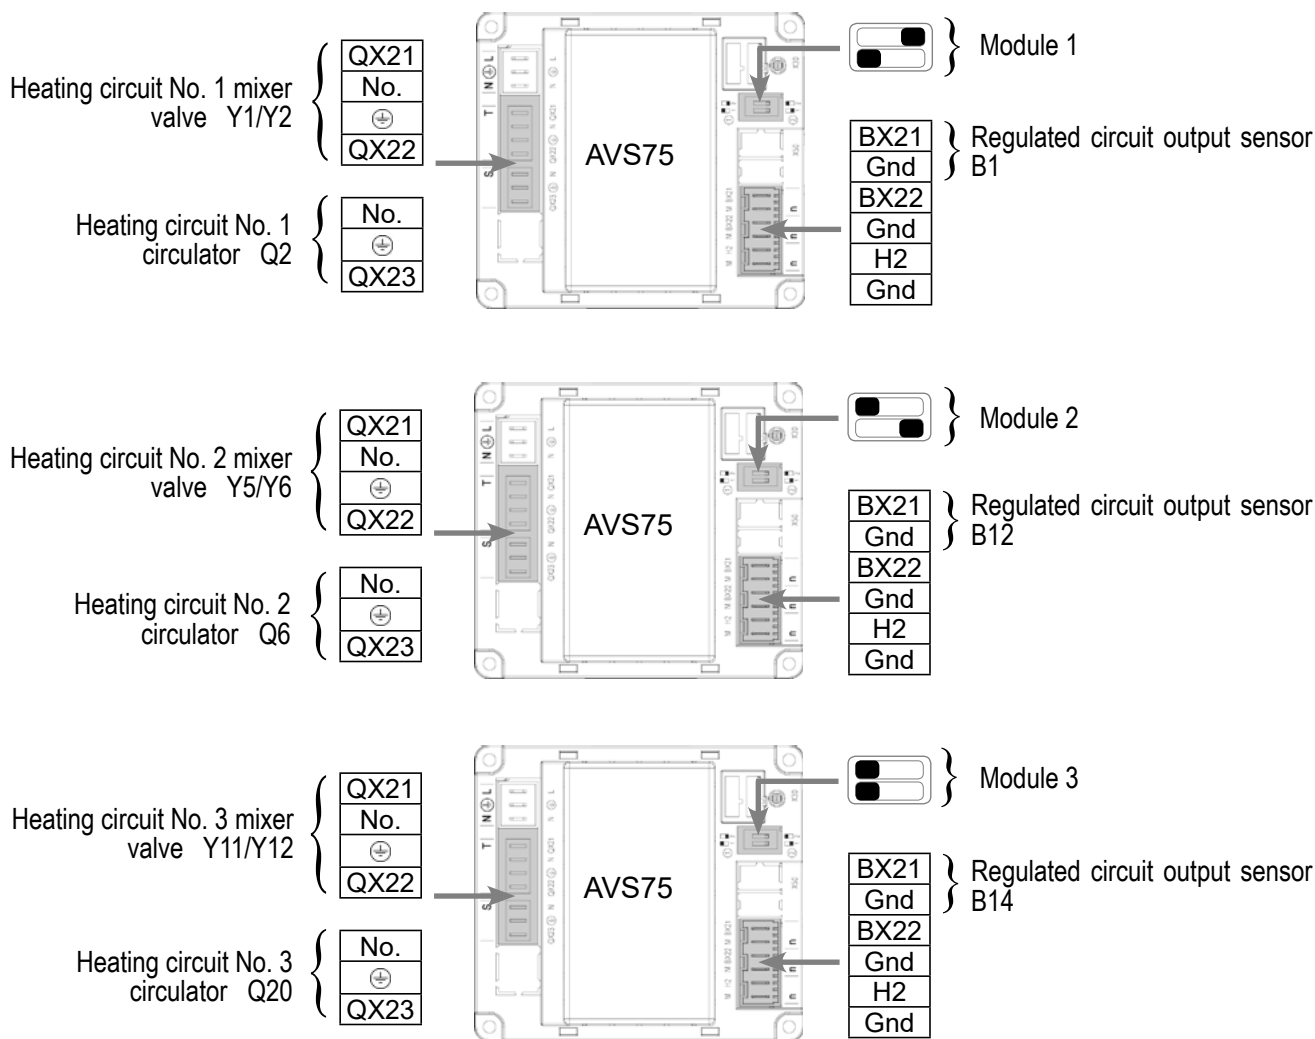 Heating circuit No. 1 mixer
valve Y1/Y2
QX21
No.
QX22
Heating circuit No. 1
circulator Q2
No.
QX23
AVS75
Module 1
BX21
Gnd
BX22
Gnd
H2
Gnd
Regulated circuit output sensor
B1
Heating circuit No. 2 mixer
valve Y5/Y6
QX21
No.
QX22
Heating circuit No. 2
circulator Q6
No.
QX23
AVS75
Module 2
BX21
Gnd
BX22
Gnd
H2
Gnd
Regulated circuit output sensor
B12
Heating circuit No. 3 mixer
valve Y11/Y12
QX21
No.
QX22
Heating circuit No. 3
circulator Q20
No.
QX23
AVS75
Module 3
BX21
Gnd
BX22
Gnd
H2
Gnd
Regulated circuit output sensor
B14